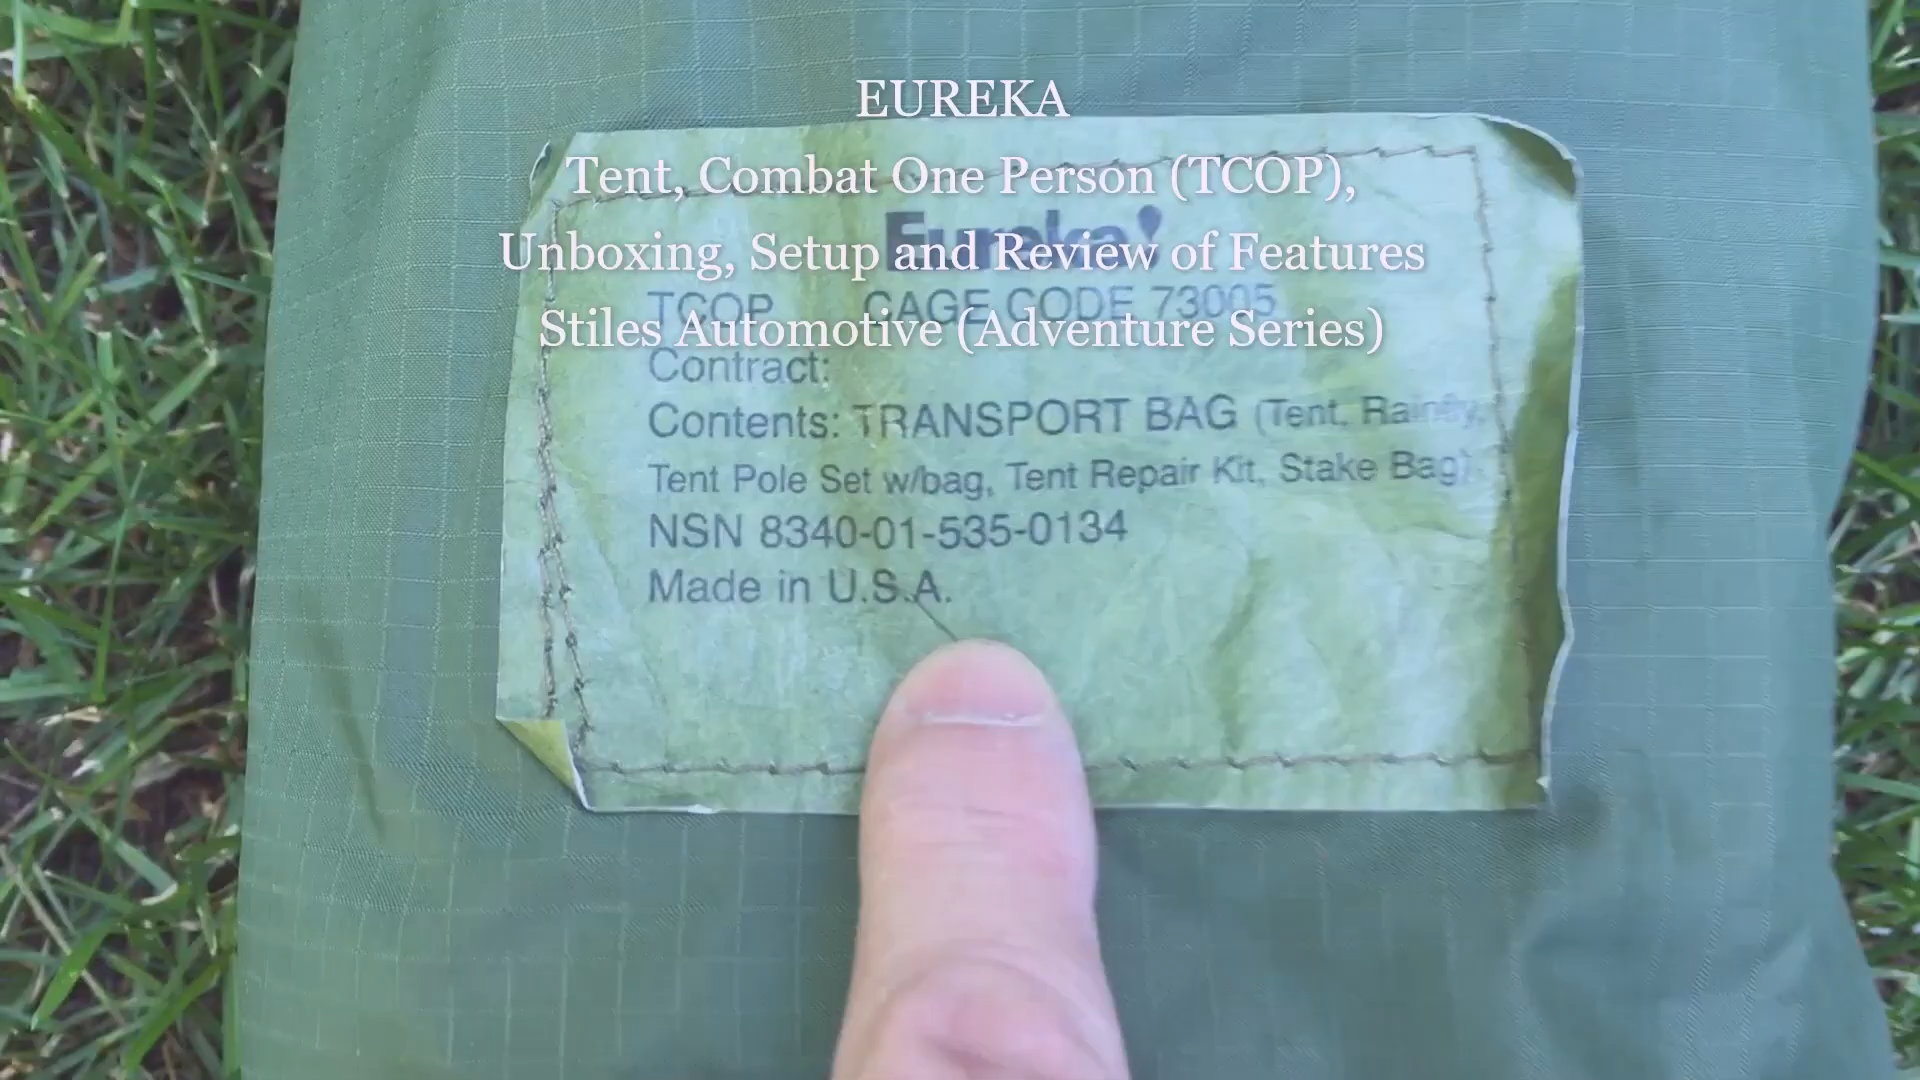 EUREKA
Tent, Combat One Person (TCOP),
Unboxing, Setup and Review of Features
Stiles Automotive (Adventure Series)
Eureka!
TCOP CAGE CODE 73005
Contract:
Contents: TRANSPORT BAG (Tent, Rainfly,
Tent Pole Set w/bag, Tent Repair Kit, Stake Bag)
NSN 8340-01-535-0134
Made in U.S.A.